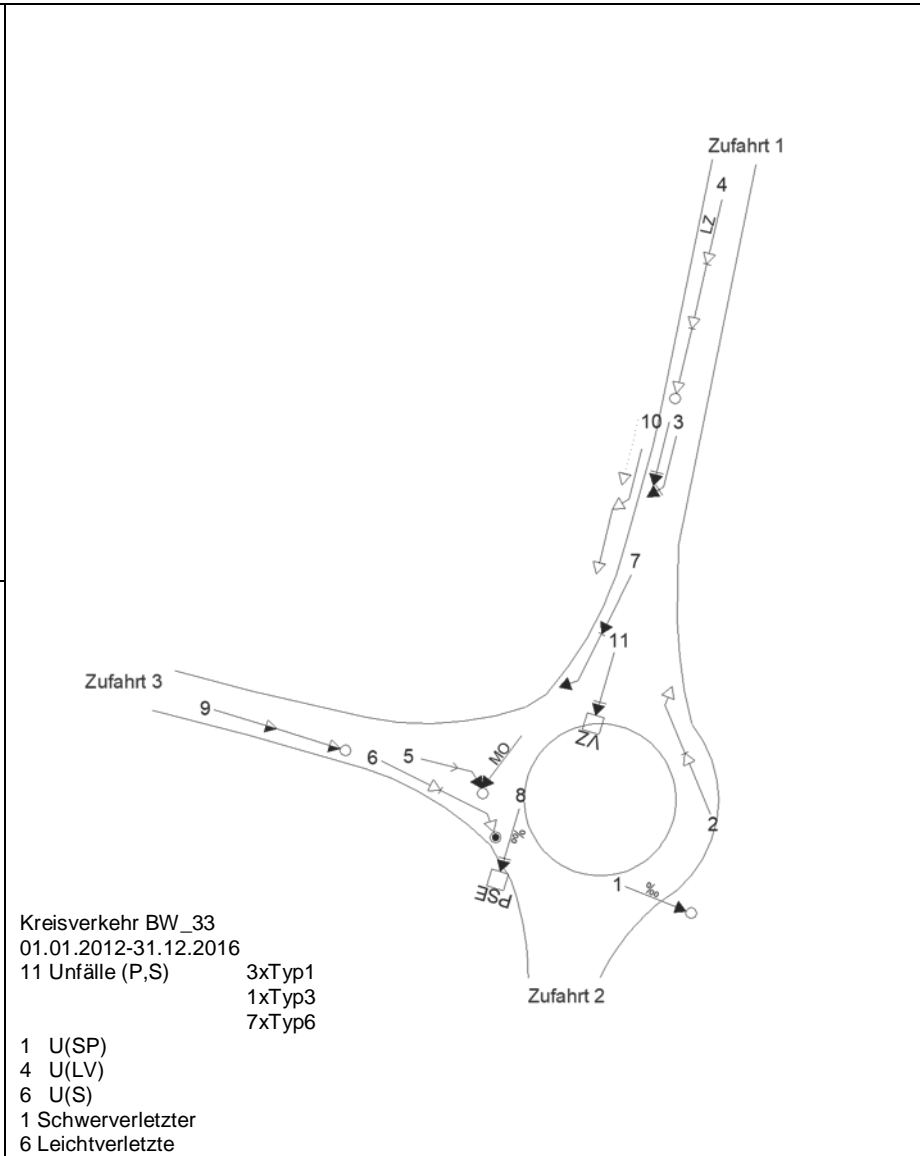 Zufahrt 1
4
LZ
10 3
7
11
VZ
Zufahrt 3
9
6
5
MO
8
‰
PSE
2
1
‰
Zufahrt 2
Kreisverkehr BW_33
01.01.2012-31.12.2016
11 Unfälle (P,S) 3xTyp1
1xTyp3
7xTyp6
1 U(SP)
4 U(LV)
6 U(S)
1 Schwerverletzter
6 Leichtverletzte